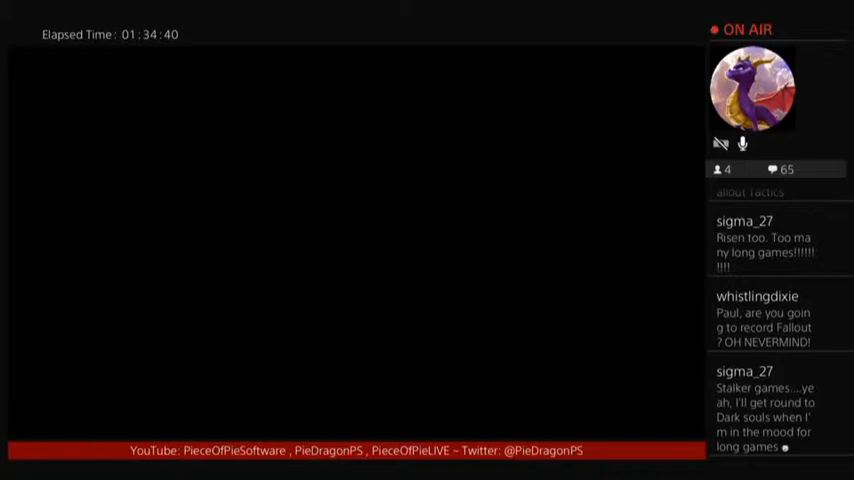 Elapsed Time: 01:34:40
ON AIR
4
65
allout Tactics
sigma_27
Risen too. Too ma
ny long games!!!!!!
!!!!
whistlingdixie
Paul, are you goin
g to record Fallout
? OH NEVERMIND!
sigma_27
Stalker games....ye
ah, I'll get round to
Dark souls when I'
m in the mood for
long games
YouTube: PieceOfPieSoftware , PieDragonPS , PieceOfPieLIVE ~ Twitter: @PieDragonPS